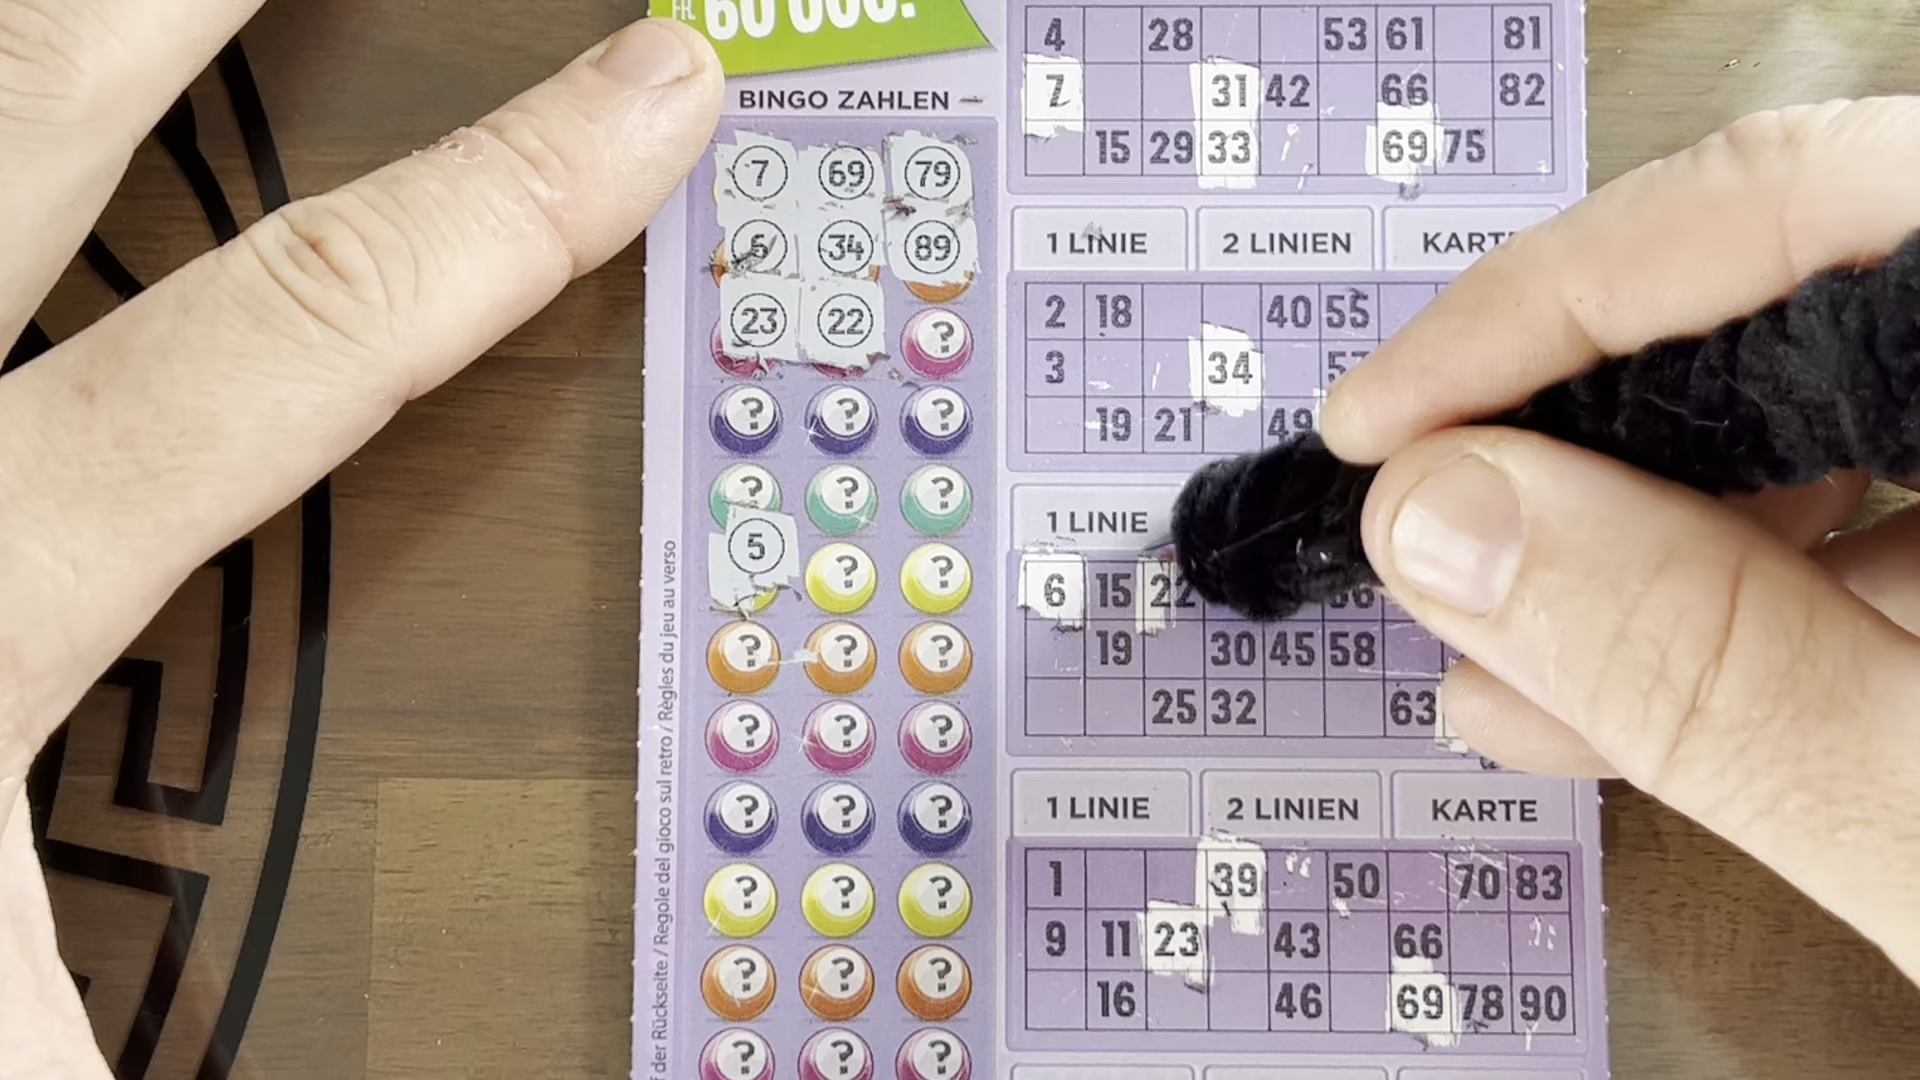 FR. 60 000.
BINGO ZAHLEN
7 69 79
6 34 89
23 22 ?
? ? ?
? ? ?
5 ? ?
? ? ?
? ? ?
? ? ?
? ? ?
? ? ?
? ? ?
f der Rückseite / Regole del gioco sul retro / Règles du jeu au verso
4 28 53 61 81
7 31 42 66 82
15 29 33 69 75
1 LINIE 2 LINIEN
2 18 40 55
3 34
19 21 49
1 LINIE
6 15 22
19 30 45 58
25 32 63
1 LINIE 2 LINIEN KARTE
1 39 50 70 83
9 11 23 43 66
16 46 69 78 90